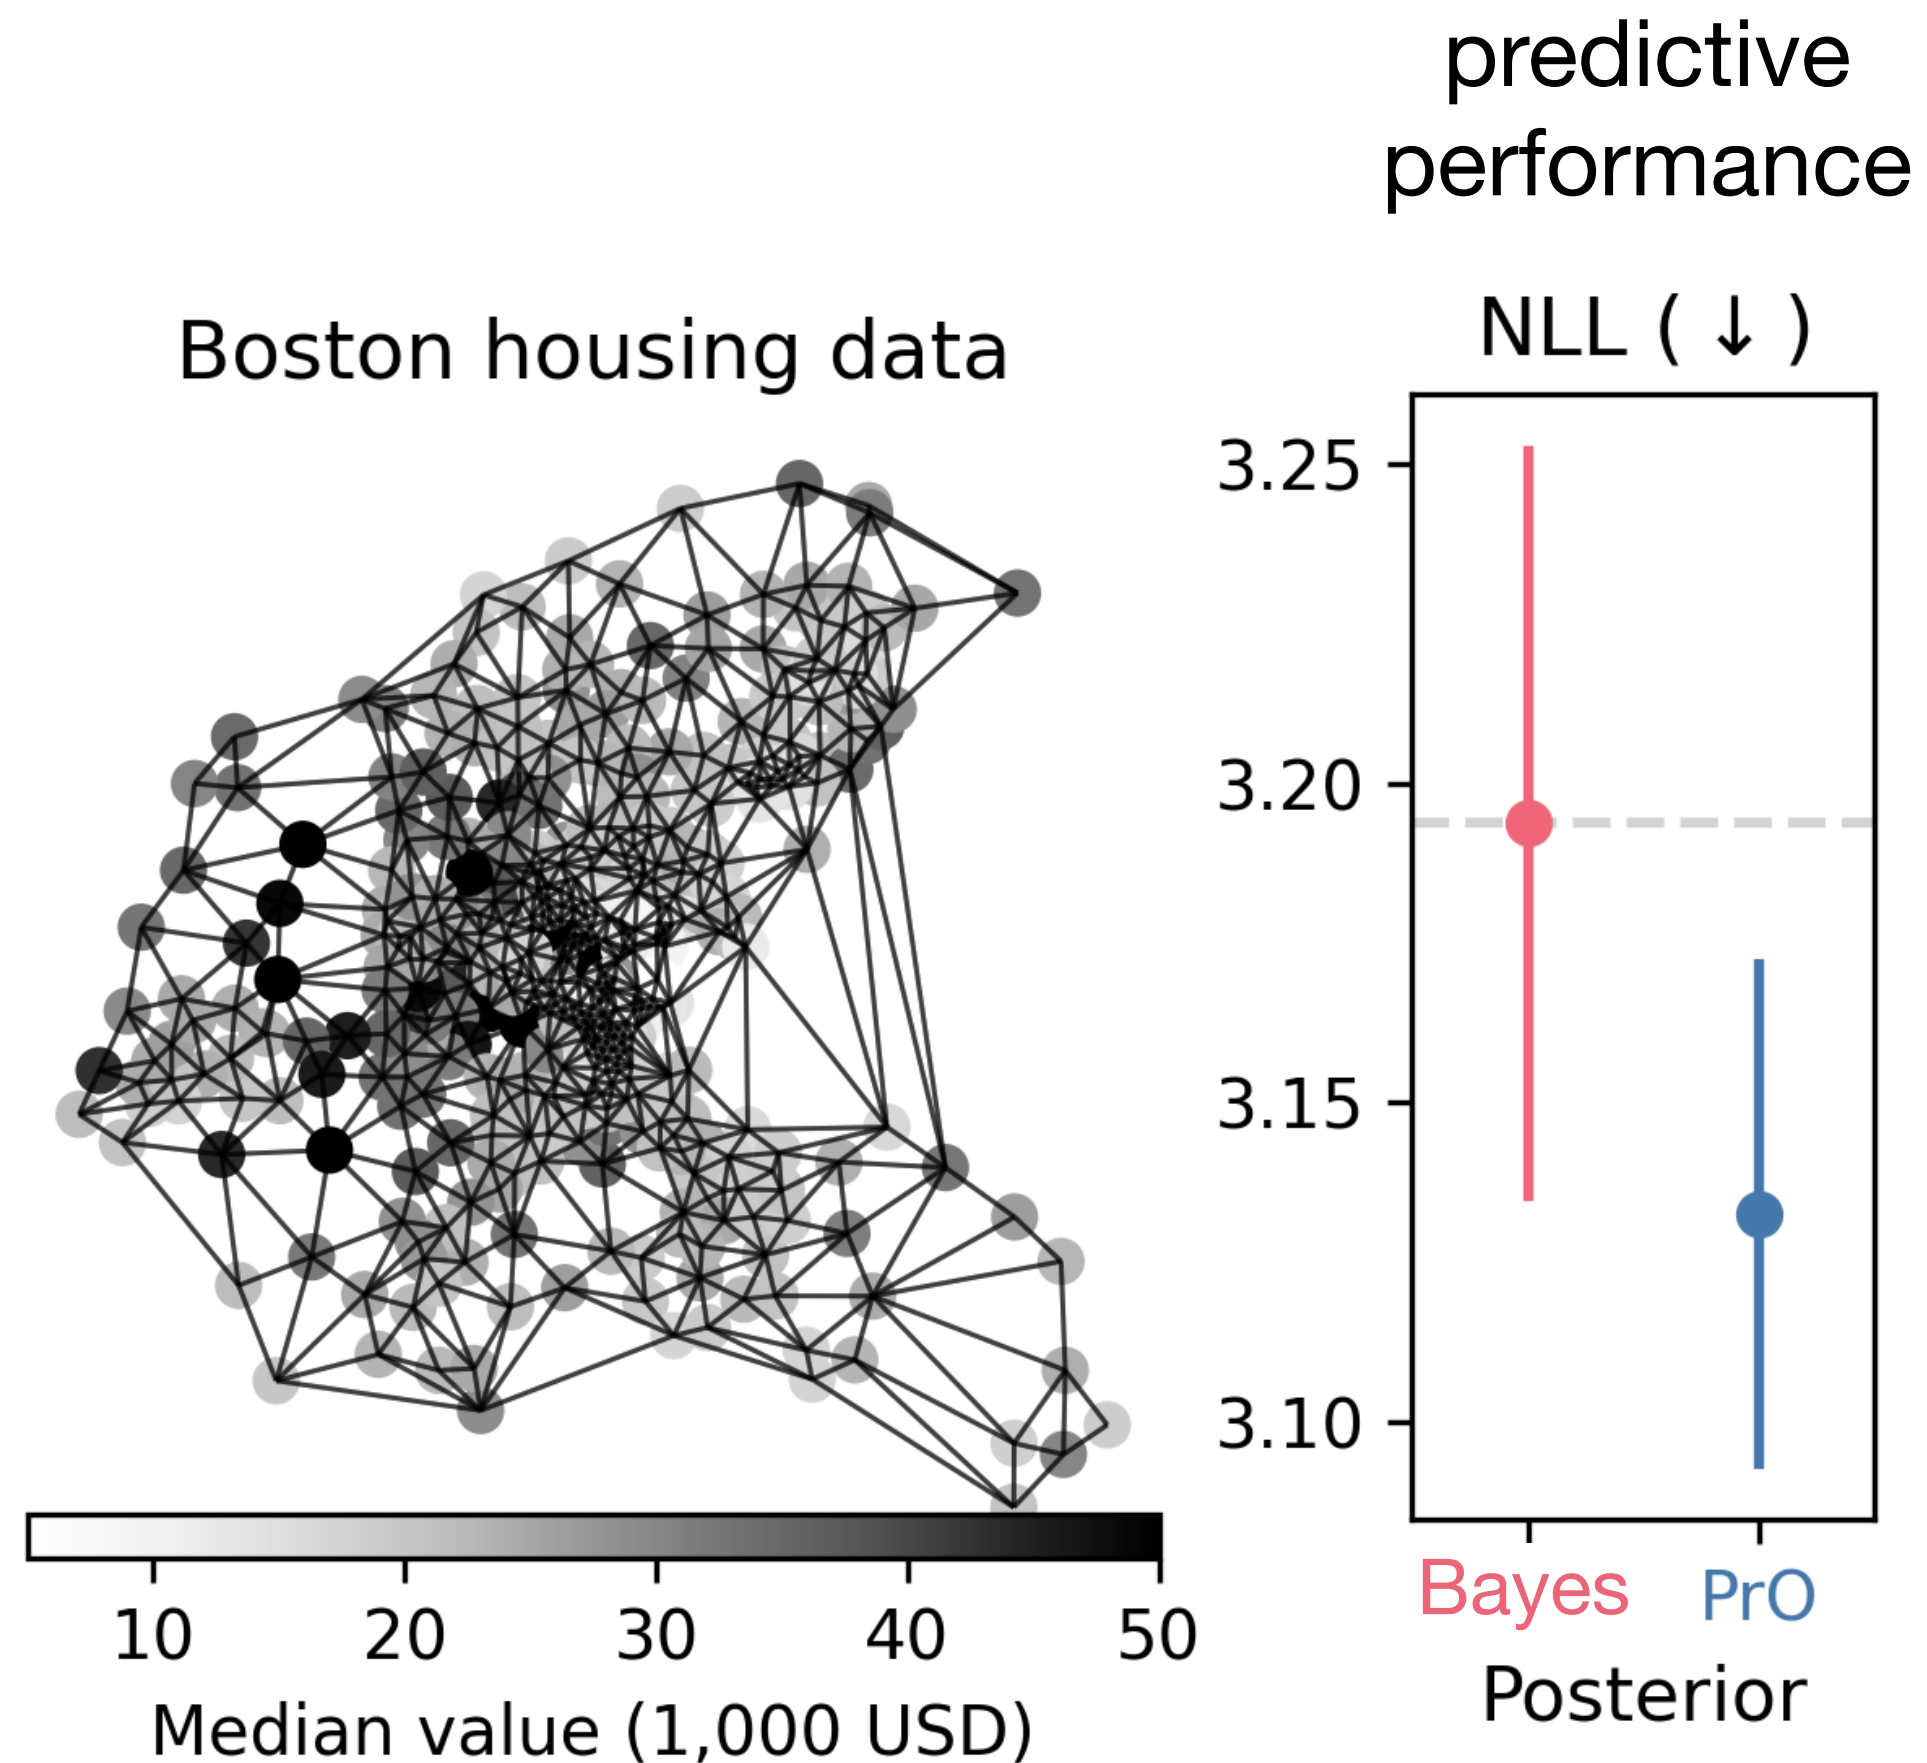 predictive
performance
NLL ( ↓ )
Boston housing data
3.25
3.20
3.15
3.10
10 20 30 40 50
Median value (1,000 USD)
Bayes PrO
Posterior